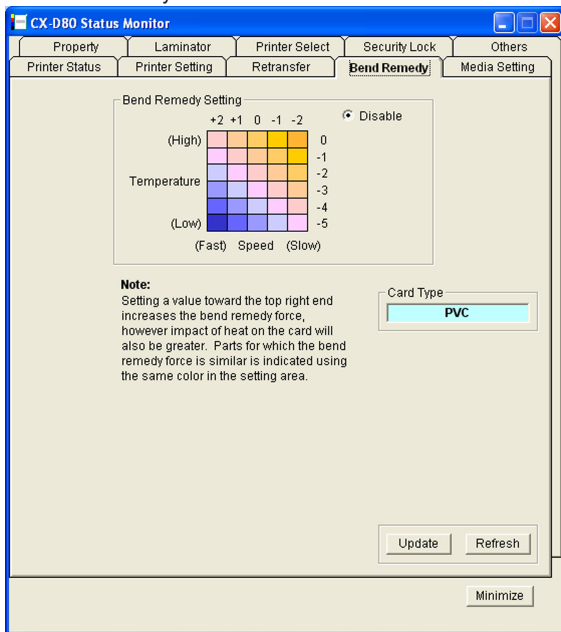 CX-D80 Status Monitor
Property Laminator Printer Select Security Lock Others
Printer Status Printer Setting Retransfer Bend Remedy Media Setting
Bend Remedy Setting
+2 +1 0 -1 -2
Disable
(High) 0
-1
-2
Temperature
-3
-4
(Low) -5
(Fast) Speed (Slow)
Note:
Setting a value toward the top right end
increases the bend remedy force,
however impact of heat on the card will
also be greater. Parts for which the bend
remedy force is similar is indicated using
the same color in the setting area.
Card Type
PVC
Update Refresh
Minimize